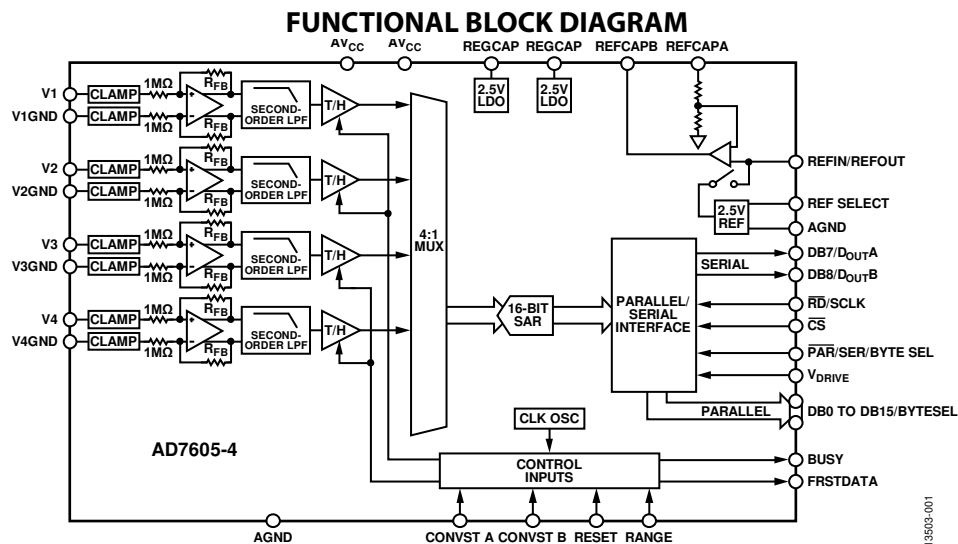 FUNCTIONAL BLOCK DIAGRAM
AVCC AVCC REGCAP REGCAP REFCAPB REFCAPA
V1 CLAMP 1MΩ RFB
V1GND CLAMP 1MΩ RFB
SECOND-
ORDER LPF
T/H
2.5V
LDO
2.5V
LDO
V2 CLAMP 1MΩ RFB
V2GND CLAMP 1MΩ RFB
SECOND-
ORDER LPF
T/H
REFIN/REFOUT
2.5V
REF
REF SELECT
AGND
V3 CLAMP 1MΩ RFB
V3GND CLAMP 1MΩ RFB
SECOND-
ORDER LPF
T/H
4:1
MUX
SERIAL
DB7/DOUTA
DB8/DOUTB
V4 CLAMP 1MΩ RFB
V4GND CLAMP 1MΩ RFB
SECOND-
ORDER LPF
T/H
16-BIT
SAR
PARALLEL/
SERIAL
INTERFACE
RD/SCLK
CS
PAR/SER/BYTE SEL
VDRIVE
PARALLEL
DB0 TO DB15/BYTESEL
AD7605-4
CLK OSC
CONTROL
INPUTS
BUSY
FRSTDATA
AGND CONVST A CONVST B RESET RANGE
13503-001